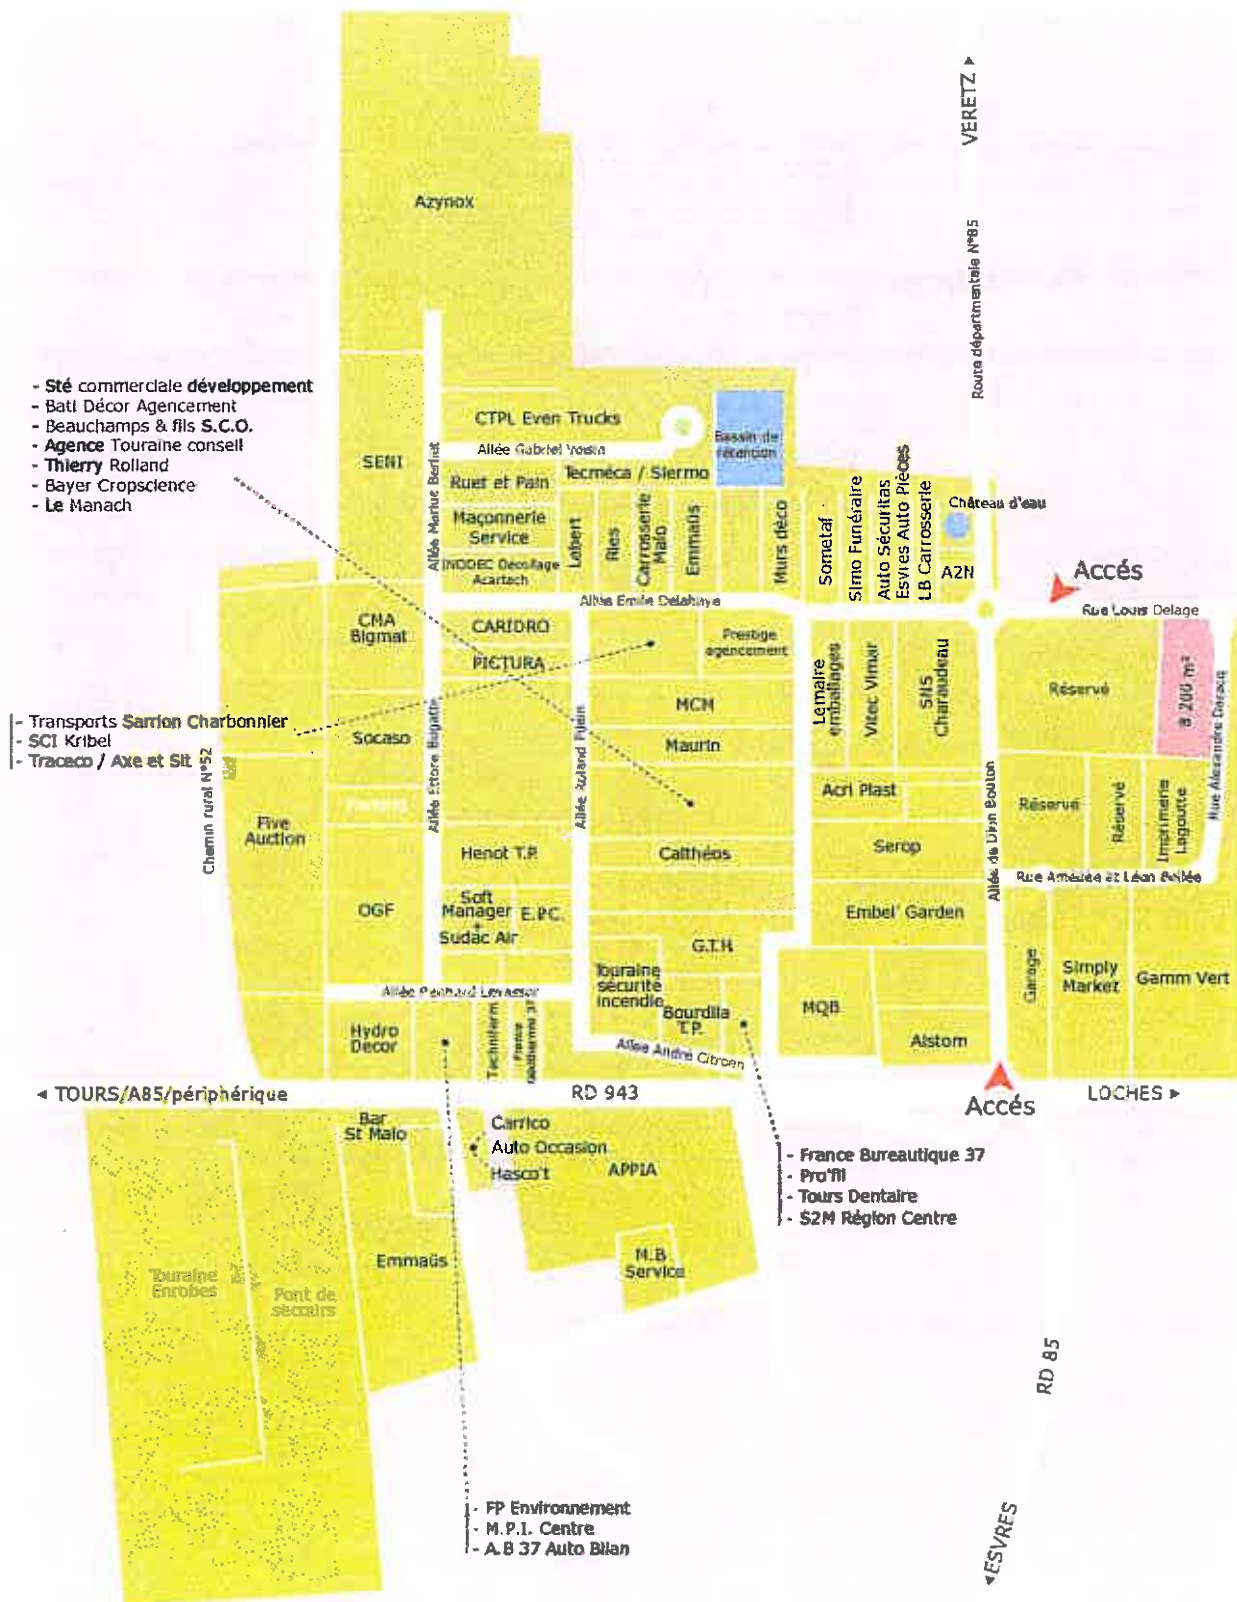 VERETZ ►
Azynox
Route départementale N°85
- Sté commerciale développement
- Bati Décor Agencement
- Beauchamps & fils S.C.O.
- Agence Touraine conseil
- Thierry Rolland
- Bayer Cropscience
- Le Manach
CTPL Even Trucks
Allée Gabriel Voisin
Bassin de
rétention
SENI
Allée Marius Berliet
Ruet et Pain
Tecméca / Siermo
Maçonnerie
Service
INODEC Décollage
Acartech
Lebert
Ries
Carrosserie
Malo
Emmaüs
Murs déco
Sometaf
Simo Funéraire
Auto Sécuritas
Esvres Auto Pièces
LB Carrosserie
Château d'eau
A2N
Accés
Allée Emile Delahaye
Rue Louis Delage
CMA
Bigmat
CARIDRO
PICTURA
Prestige
agencement
Lemaire
emballages
Vitec Vimar
SNS
Charaudeau
Réservé
8 200 m²
Rue Alexandre Daracq
MCM
Maurin
- Transports Sarrion Charbonnier
- SCI Kribel
- Traceco / Axe et Sit
Chemin rural N°52
Socaso
Allée Ettore Bugatti
Allée Roland Pilain
Acri Plast
Allée de Dion Bouton
Réservé
Réservé
Imprimerie
Lagoutte
Five
Auction
Henot T.P.
Calthéos
Serop
Rue Amédée et Léon Bollée
OGF
Soft
Manager
+
Sudac Air
E.P.C.
Embel' Garden
G.T.H.
Touraine
sécurité
incendie
Bourdila
T.P.
MQB
Garage
Simply
Market
Gamm Vert
Allée Panhard Levassor
Hydro
Décor
Techniferm
France
Géothermie 37
Allée André Citroën
Alstom
◄ TOURS/A85/périphérique
RD 943
Accés
LOCHES ►
Bar
St Malo
Carrico
Auto Occasion
Hasco't
APPIA
- France Bureautique 37
- Pro'fil
- Tours Dentaire
- S2M Région Centre
Emmaüs
M.B
Service
Touraine
Enrobés
Pont de
secours
RD 85
- FP Environnement
- M.P.I. Centre
- A.B 37 Auto Bilan
◄ESVRES